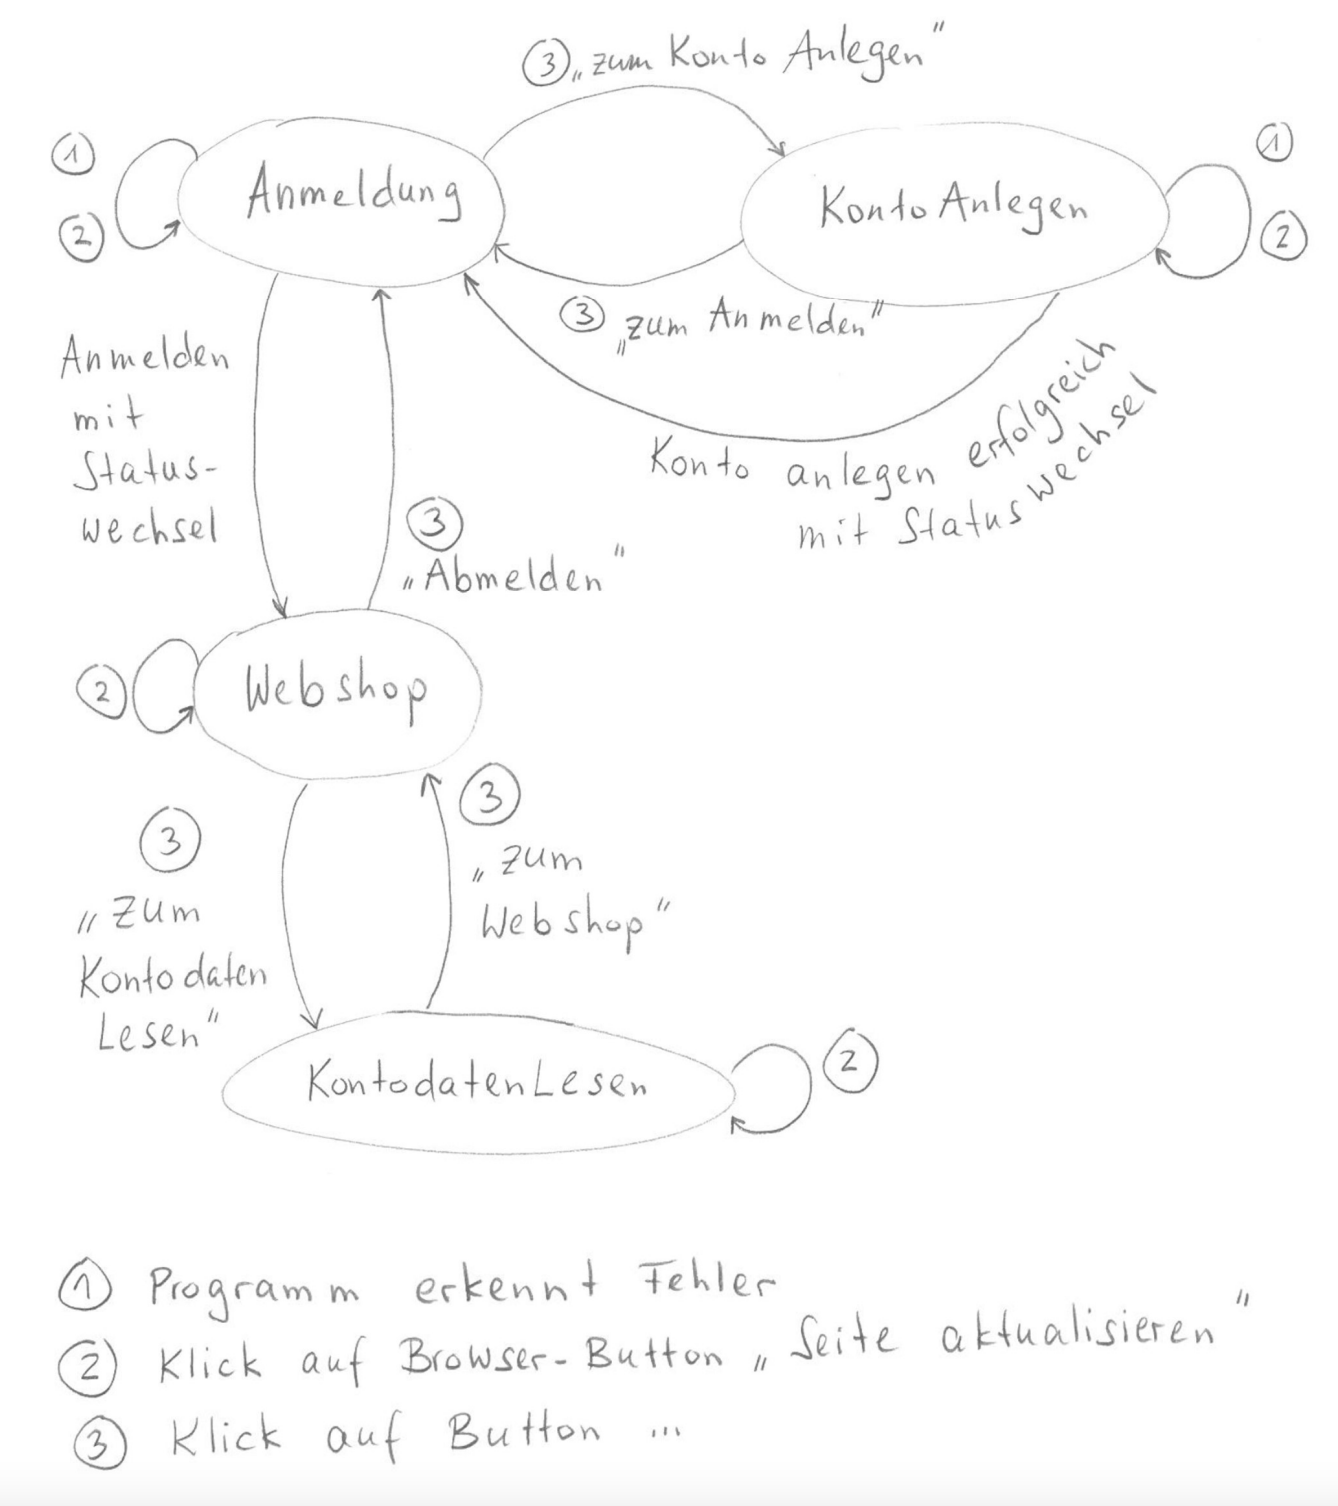 ③ „zum Konto Anlegen"
①
②
Anmeldung
KontoAnlegen
①
②
③ „zum Anmelden"
Anmelden
mit
Status-
wechsel
Konto anlegen erfolgreich
mit Statuswechsel
③
„Abmelden"
②
Webshop
③
„zum
Kontodaten
Lesen"
③
„zum
Webshop"
KontodatenLesen
②
① Programm erkennt Fehler
② Klick auf Browser-Button „Seite aktualisieren"
③ Klick auf Button ...